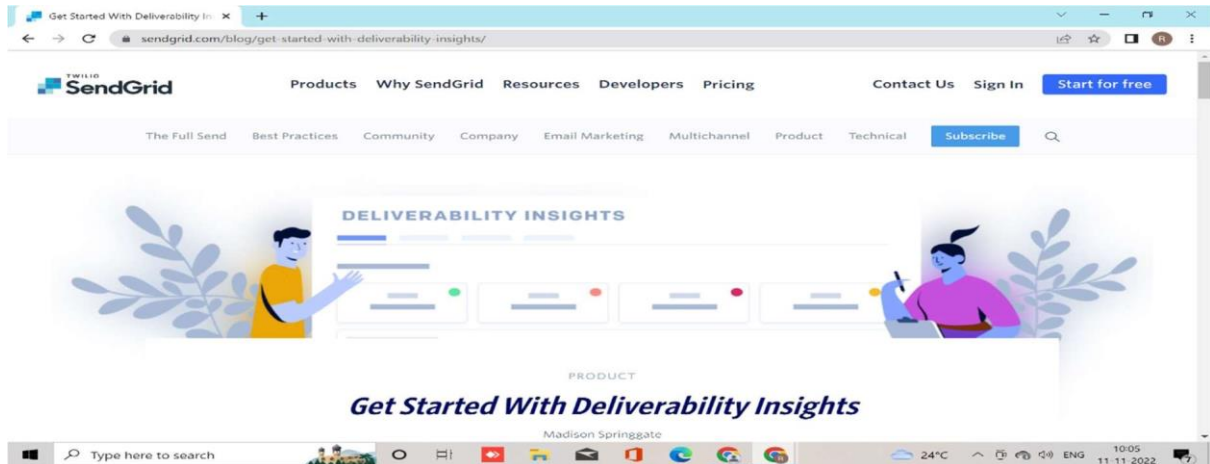 Get Started With Deliverability In
sendgrid.com/blog/get-started-with-deliverability-insights/
R
TWILIO
SendGrid
Products Why SendGrid Resources Developers Pricing Contact Us Sign In Start for free
The Full Send Best Practices Community Company Email Marketing Multichannel Product Technical Subscribe
DELIVERABILITY INSIGHTS
PRODUCT
Get Started With Deliverability Insights
Madison Springgate
Type here to search 24°C ENG 10:05
11-11-2022 7